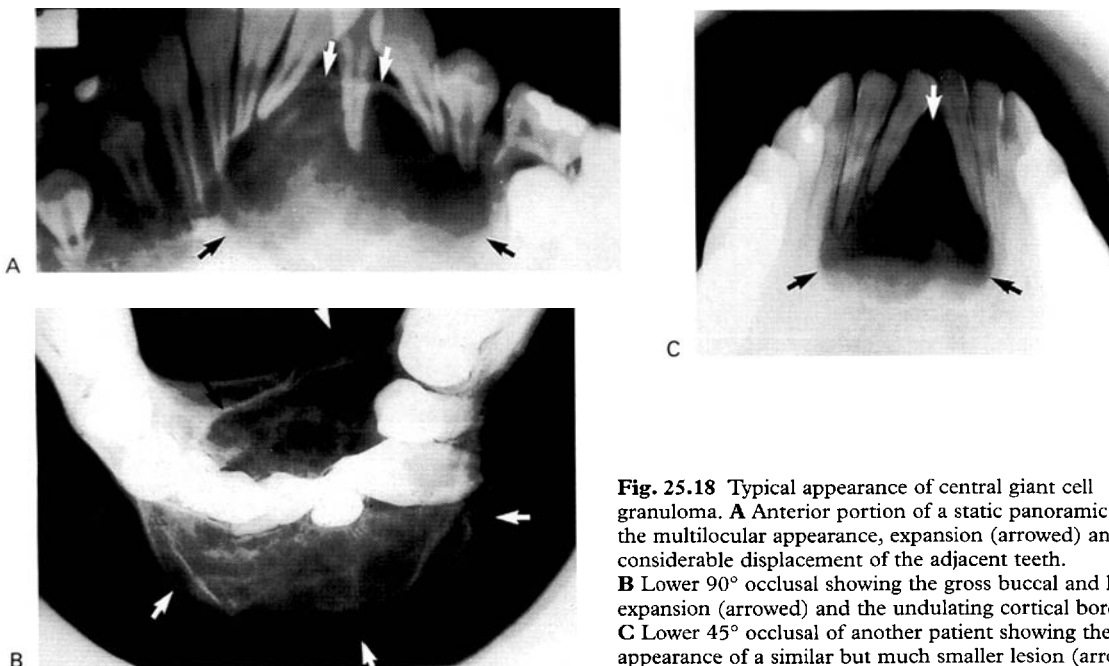 A
B
C
Fig. 25.18 Typical appearance of central giant cell
granuloma. A Anterior portion of a static panoramic
the multilocular appearance, expansion (arrowed) an
considerable displacement of the adjacent teeth.
B Lower 90° occlusal showing the gross buccal and l
expansion (arrowed) and the undulating cortical bor
C Lower 45° occlusal of another patient showing the
appearance of a similar but much smaller lesion (arro